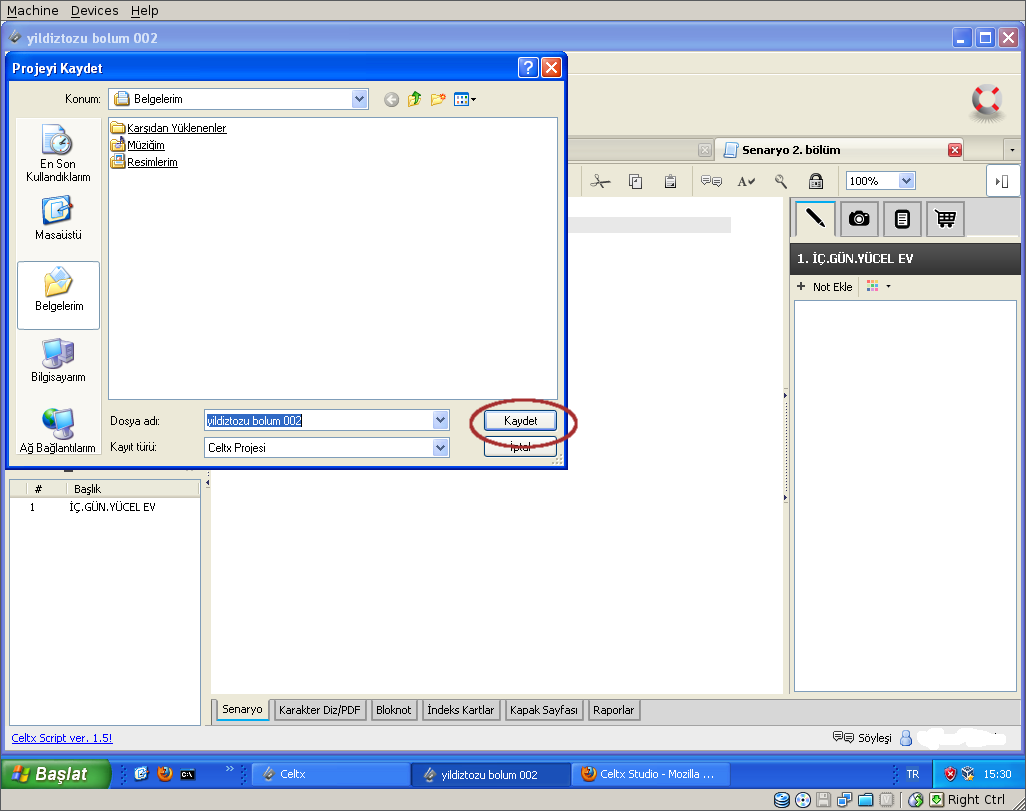 Machine Devices Help
yildiztozu bolum 002
Projeyi Kaydet
Konum: Belgelerim
En Son Kullandıklarım
Masaüstü
Belgelerim
Bilgisayarım
Ağ Bağlantılarım
Karşıdan Yüklenenler
Müziğim
Resimlerim
Dosya adı: yildiztozu bolum 002
Kaydet
Kayıt türü: Celtx Projesi
İptal
Senaryo 2. bölüm
100%
1. İÇ.GÜN.YÜCEL EV
+ Not Ekle
# Başlık
1 İÇ.GÜN.YÜCEL EV
Senaryo Karakter Diz/PDF Bloknot İndeks Kartlar Kapak Sayfası Raporlar
Celtx Script ver. 1.5!
Söyleşi
Başlat
Celtx
yildiztozu bolum 002
Celtx Studio - Mozilla ...
TR
15:30
Right Ctrl